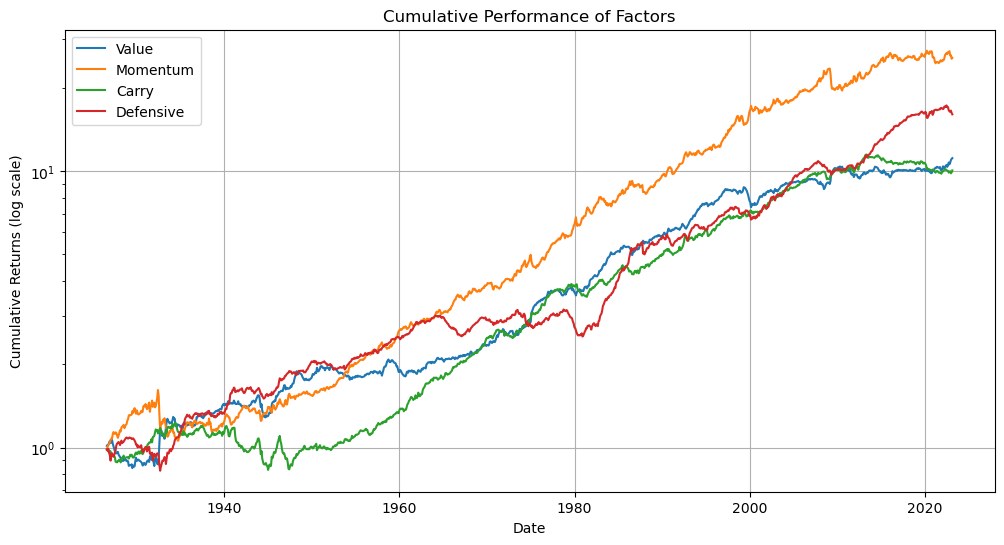 Cumulative Performance of Factors
Value
Momentum
Carry
Defensive
Cumulative Returns (log scale)
10¹
10⁰
1940 1960 1980 2000 2020
Date